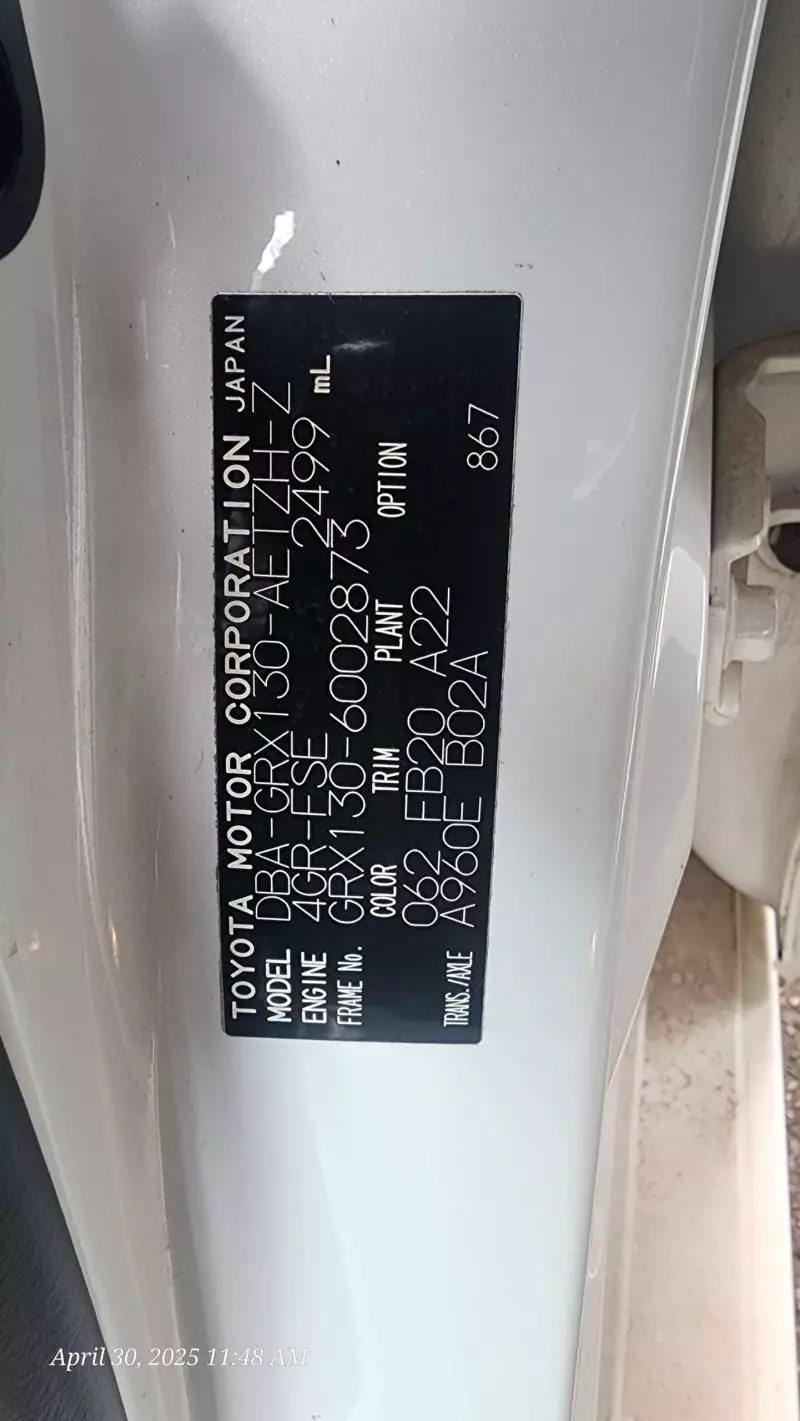 TOYOTA MOTOR CORPORATION JAPAN
MODEL DBA-GRX130-AETZH-Z
ENGINE 4GR-FSE 2499 mL
FRAME No. GRX130-6002873
COLOR TRIM PLANT OPTION
062 FB20 A22
TRANS./AXLE A960E B02A 867
April 30, 2025 11:48 AM